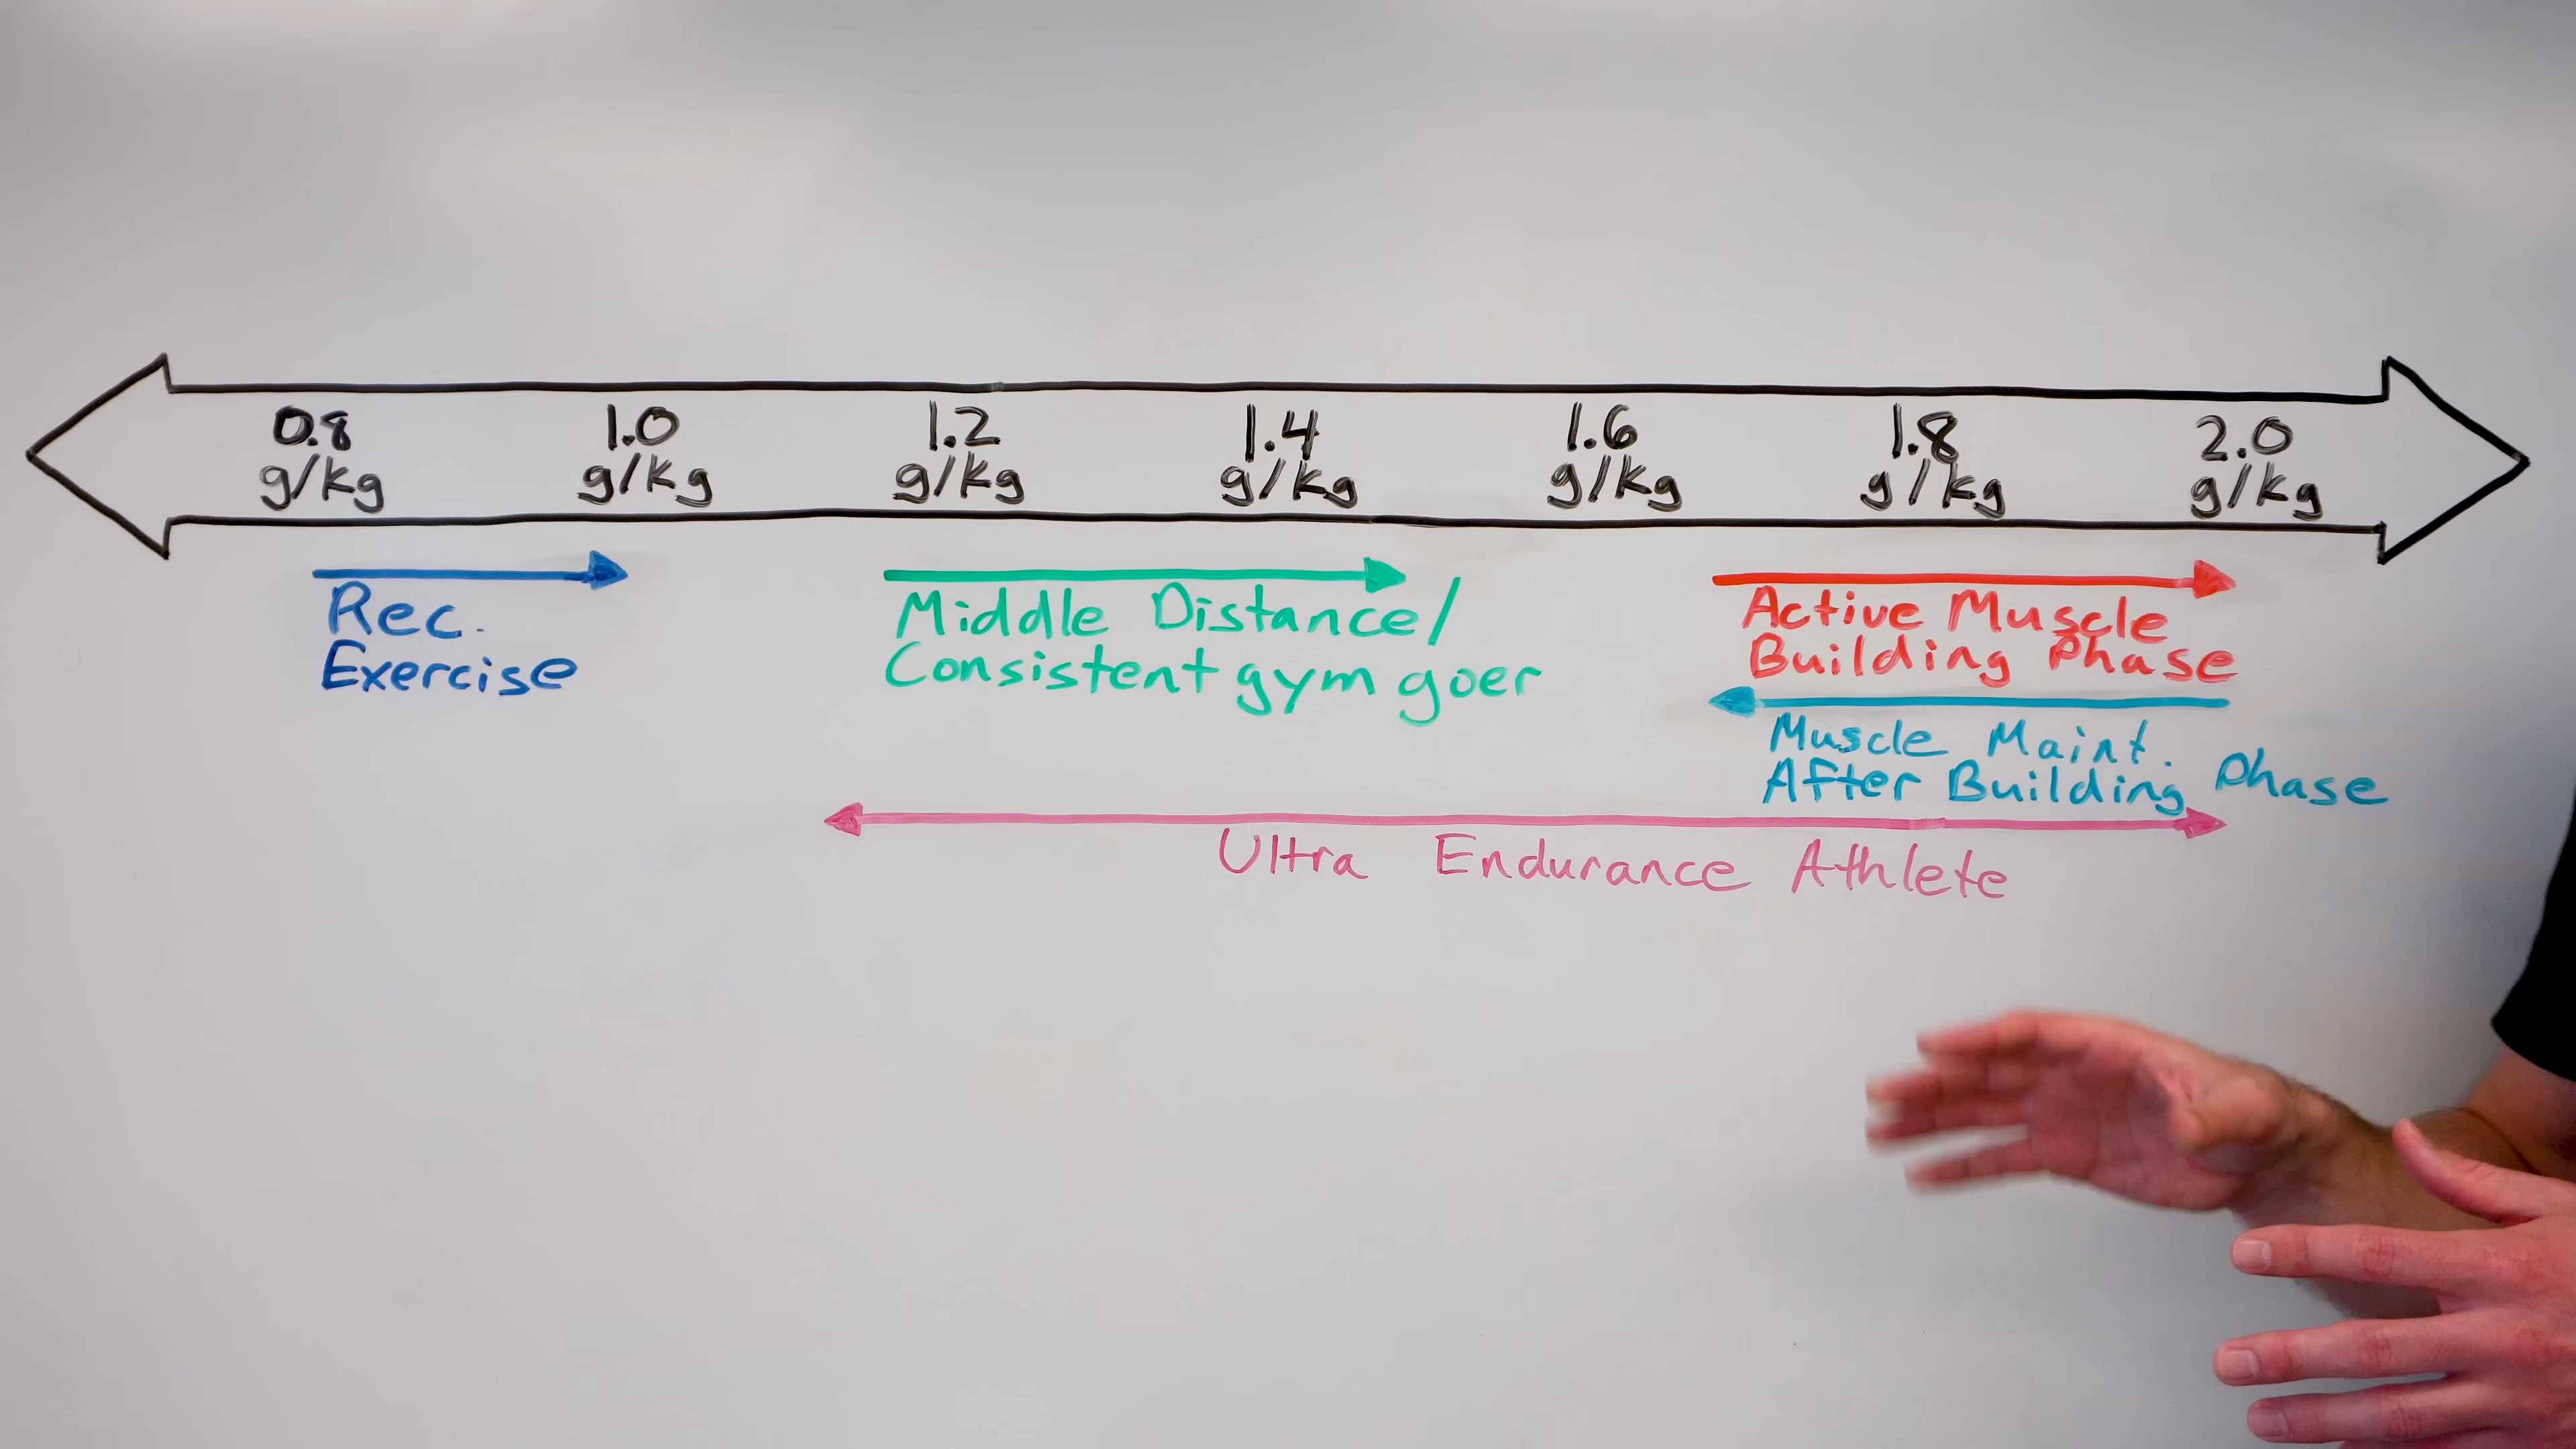 0.8 1.0 1.2 1.4 1.6 1.8 2.0
g/kg g/kg g/kg g/kg g/kg g/kg g/kg
Rec.
Exercise
Middle Distance/
Consistent gym goer
Active Muscle
Building Phase
Muscle Maint.
After Building Phase
Ultra Endurance Athlete